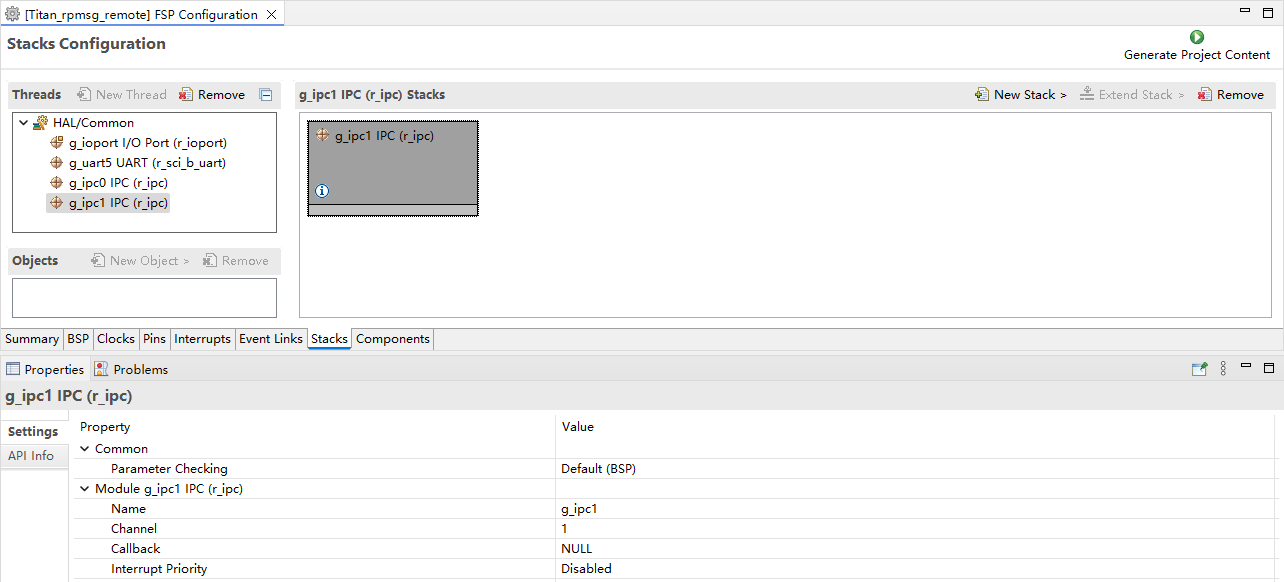 [Titan_rpmsg_remote] FSP Configuration
Stacks Configuration
Generate Project Content
Threads New Thread Remove
HAL/Common
g_ioport I/O Port (r_ioport)
g_uart5 UART (r_sci_b_uart)
g_ipc0 IPC (r_ipc)
g_ipc1 IPC (r_ipc)
Objects New Object > Remove
g_ipc1 IPC (r_ipc) Stacks New Stack > Extend Stack > Remove
g_ipc1 IPC (r_ipc)
Summary BSP Clocks Pins Interrupts Event Links Stacks Components
Properties Problems
g_ipc1 IPC (r_ipc)
Settings
API Info
Property Value
Common
Parameter Checking Default (BSP)
Module g_ipc1 IPC (r_ipc)
Name g_ipc1
Channel 1
Callback NULL
Interrupt Priority Disabled